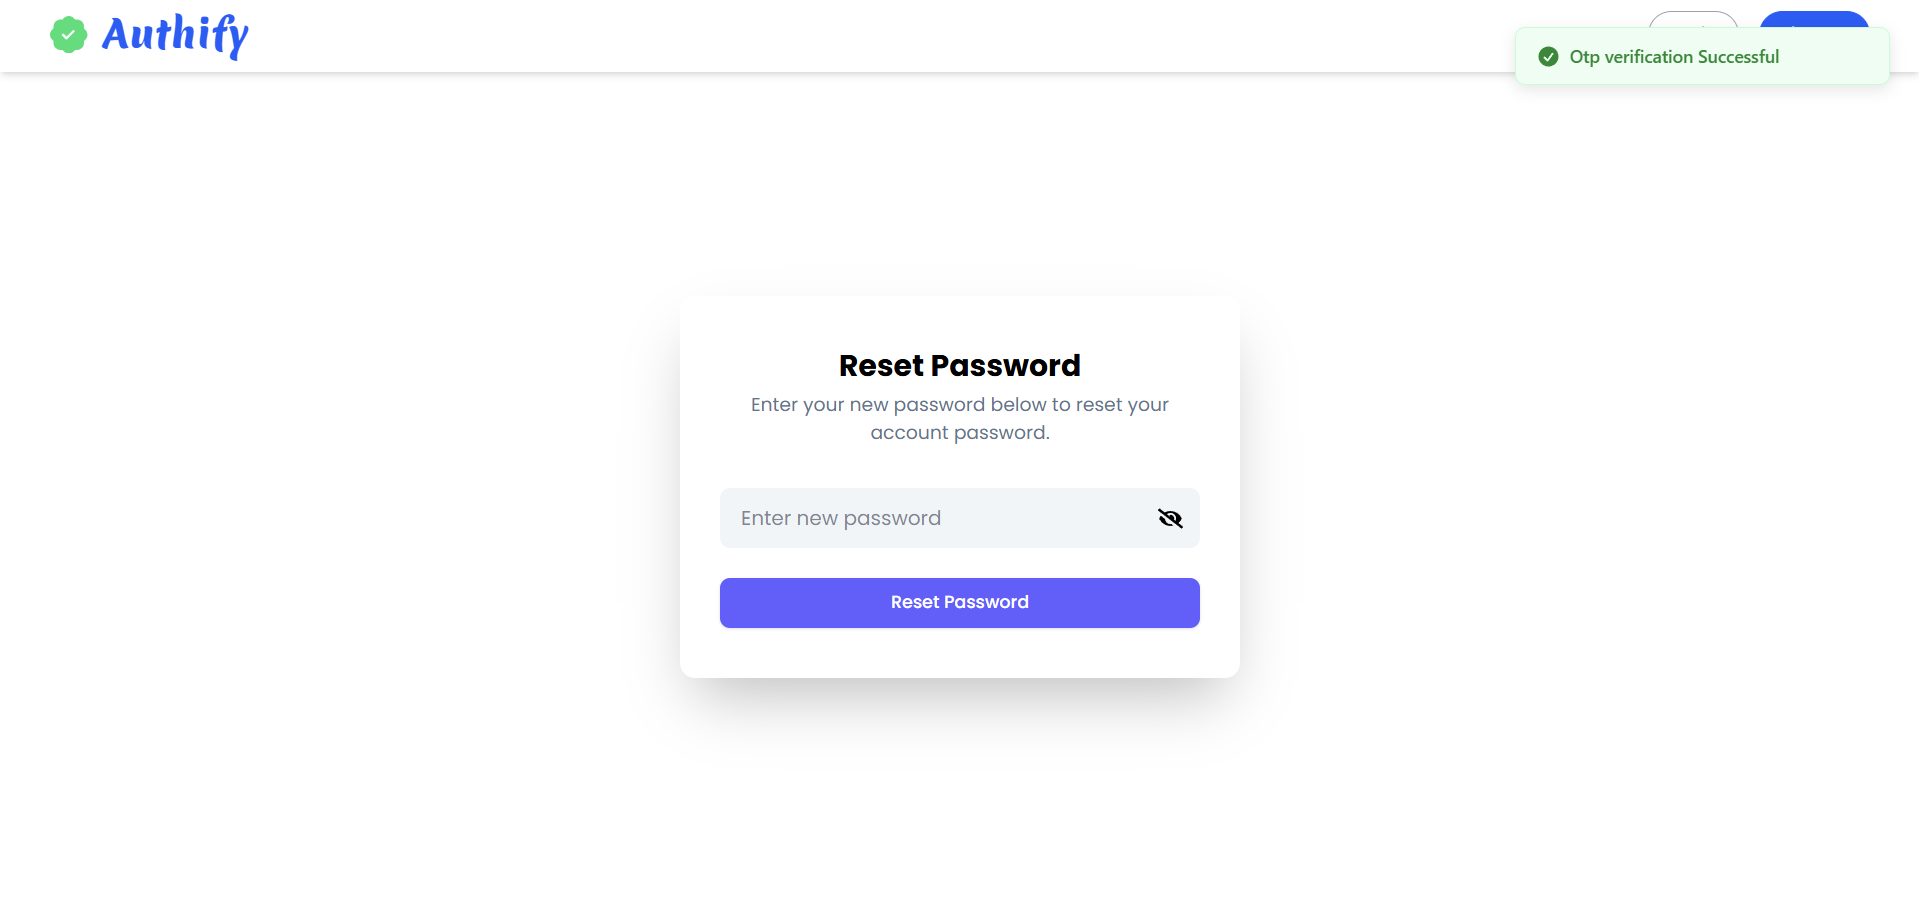 Authify
Otp verification Successful
Reset Password
Enter your new password below to reset your
account password.
Enter new password
Reset Password